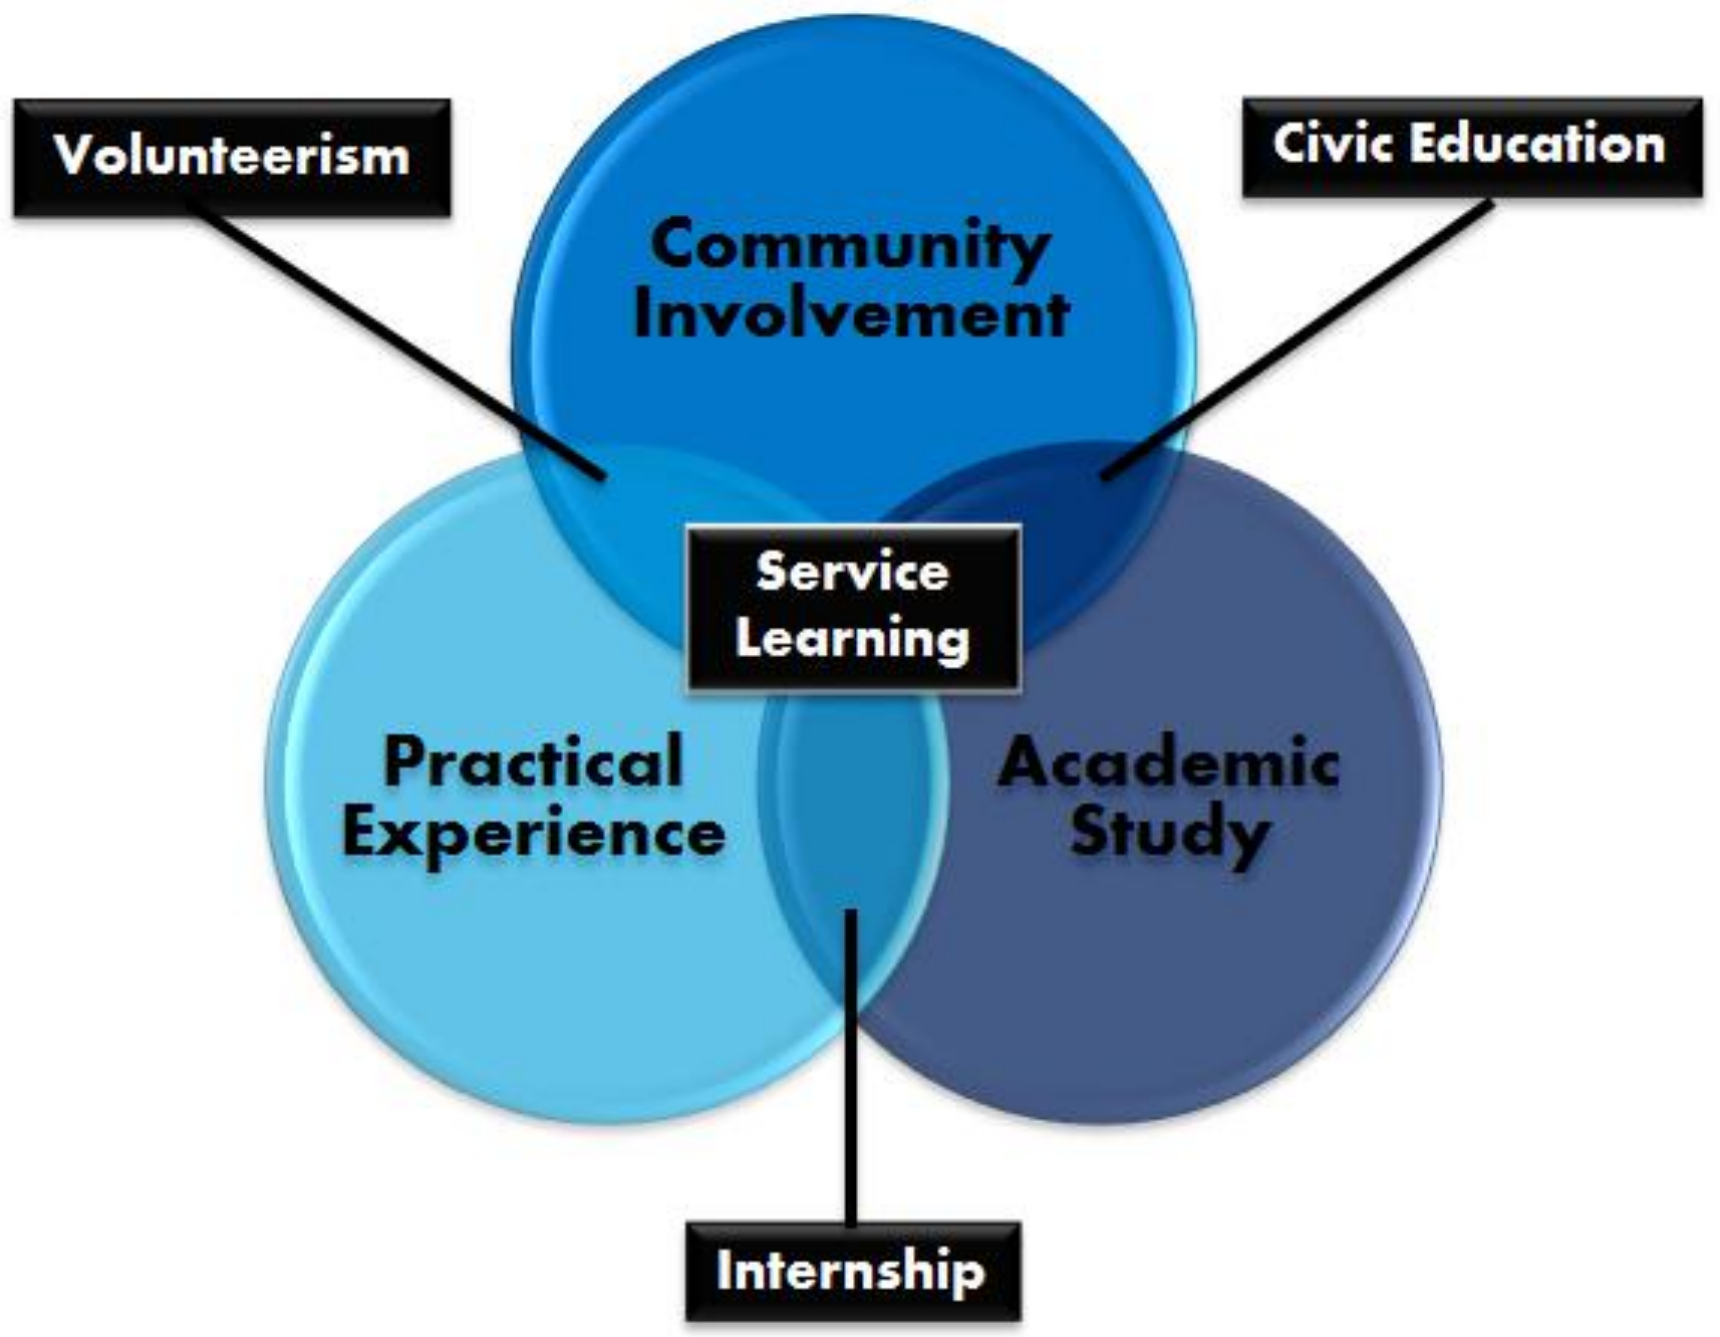 Volunteerism
Civic Education
Community
Involvement
Service
Learning
Practical
Experience
Academic
Study
Internship